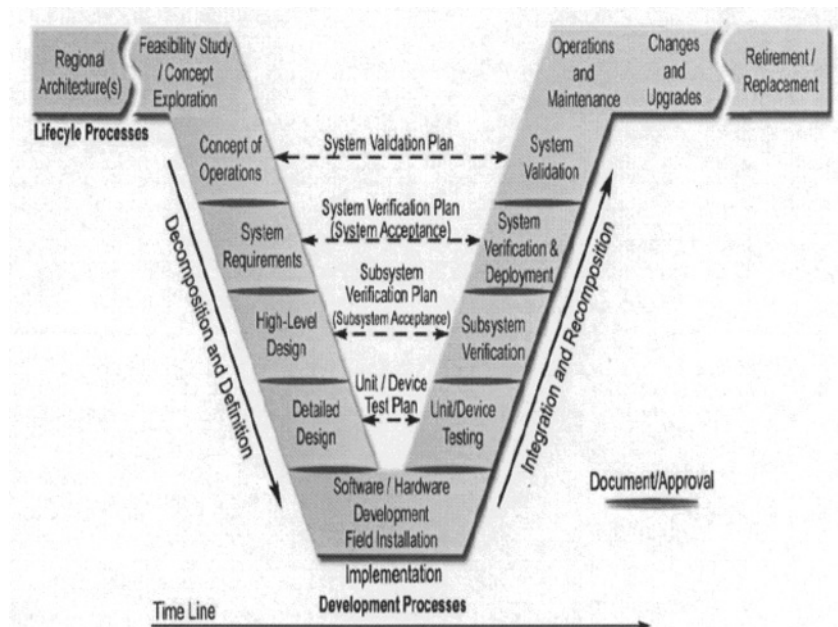 Regional
Architecture(s)
Feasibility Study
/ Concept
Exploration
Operations
and
Maintenance
Changes
and
Upgrades
Retirement /
Replacement
Lifecyle Processes
Concept of
Operations
System Validation Plan
System
Validation
System
Requirements
System Verification Plan
(System Acceptance)
System
Verification &
Deployment
High-Level
Design
Subsystem
Verification Plan
(Subsystem Acceptance)
Subsystem
Verification
Detailed
Design
Unit / Device
Test Plan
Unit/Device
Testing
Decomposition and Definition
Integration and Recomposition
Software / Hardware
Development
Field Installation
Document/Approval
Implementation
Development Processes
Time Line